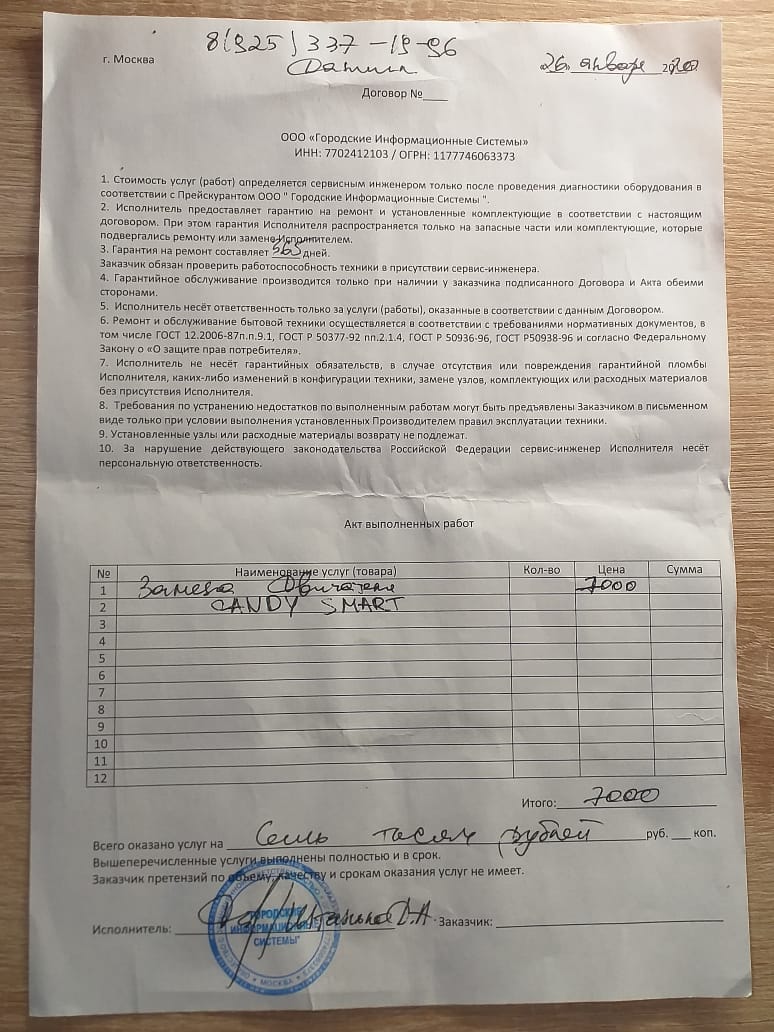 8(925)337-19-96
г. Москва
Данил
«26» января 20
Договор №___
ООО «Городские Информационные Системы»
ИНН: 7702412103 / ОГРН: 1177746063373
1. Стоимость услуг (работ) определяется сервисным инженером только после проведения диагностики оборудования в
соответствии с Прейскурантом ООО " Городские Информационные Системы ".
2. Исполнитель предоставляет гарантию на ремонт и установленные комплектующие в соответствии с настоящим
договором. При этом гарантия Исполнителя распространяется только на запасные части или комплектующие, которые
подвергались ремонту или замене Исполнителем.
3. Гарантия на ремонт составляет 365 дней.
Заказчик обязан проверить работоспособность техники в присутствии сервис-инженера.
4. Гарантийное обслуживание производится только при наличии у заказчика подписанного Договора и Акта обеими
сторонами.
5. Исполнитель несёт ответственность только за услуги (работы), оказанные в соответствии с данным Договором.
6. Ремонт и обслуживание бытовой техники осуществляется в соответствии с требованиями нормативных документов, в
том числе ГОСТ 12.2006-87п.п.9.1, ГОСТ Р 50377-92 пп.2.1.4, ГОСТ Р 50936-96, ГОСТ Р50938-96 и согласно Федеральному
Закону о «О защите прав потребителя».
7. Исполнитель не несёт гарантийных обязательств, в случае отсутствия или повреждения гарантийной пломбы
Исполнителя, каких-либо изменений в конфигурации техники, замене узлов, комплектующих или расходных материалов
без присутствия Исполнителя.
8. Требования по устранению недостатков по выполненным работам могут быть предъявлены Заказчиком в письменном
виде только при условии выполнения установленных Производителем правил эксплуатации техники.
9. Установленные узлы или расходные материалы возврату не подлежат.
10. За нарушение действующего законодательства Российской Федерации сервис-инженер Исполнителя несёт
персональную ответственность.
Акт выполненных работ
№ Наименование услуг (товара) Кол-во Цена Сумма
1 Замена Двигателя 7000
2 CANDY SMART
3
4
5
6
7
8
9
10
11
12
Итого: 7000
Всего оказано услуг на Семь тысяч рублей руб. ___ коп.
Вышеперечисленные услуги выполнены полностью и в срок.
Заказчик претензий по объему, качеству и срокам оказания услуг не имеет.
Исполнитель: Д.А. Заказчик:
"ГОРОДСКИЕ
ИНФОРМАЦИОННЫЕ
СИСТЕМЫ"
МОСКВА